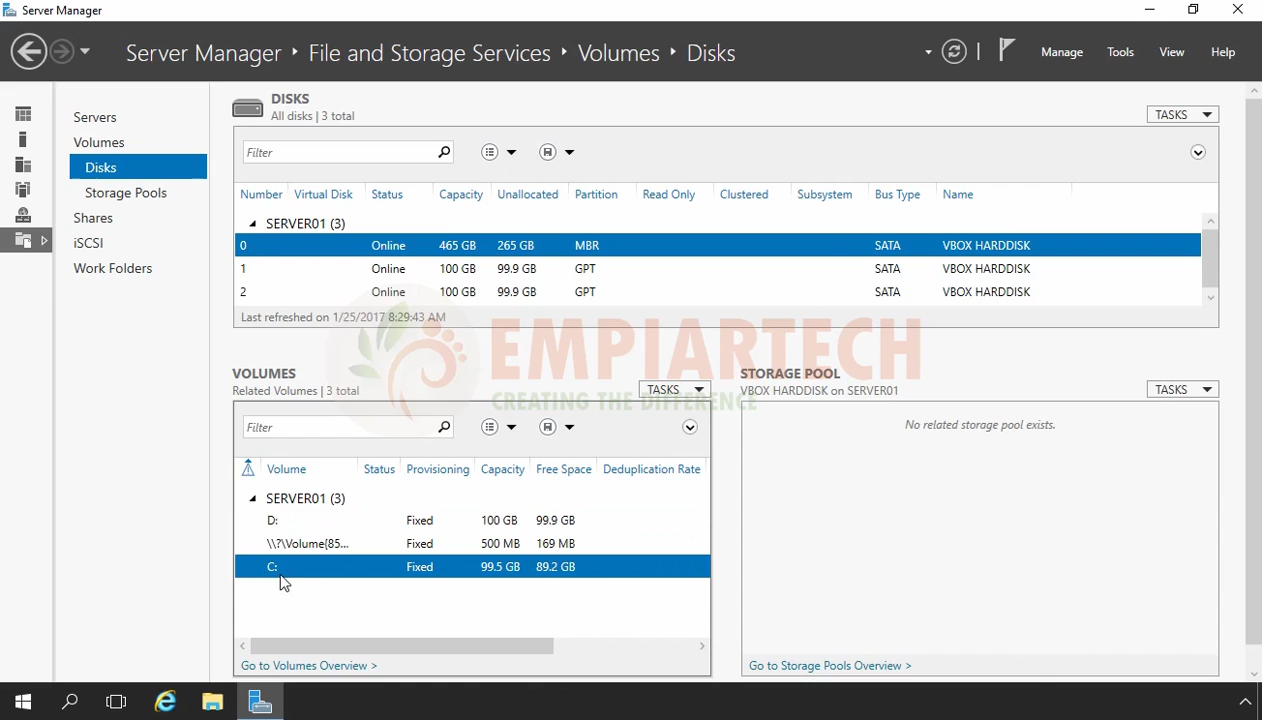 Server Manager
Server Manager ‣ File and Storage Services ‣ Volumes ‣ Disks
Manage Tools View Help
Servers
Volumes
Disks
Storage Pools
Shares
iSCSI
Work Folders
DISKS
All disks | 3 total
TASKS
Filter
Number Virtual Disk Status Capacity Unallocated Partition Read Only Clustered Subsystem Bus Type Name
SERVER01 (3)
0 Online 465 GB 265 GB MBR SATA VBOX HARDDISK
1 Online 100 GB 99.9 GB GPT SATA VBOX HARDDISK
2 Online 100 GB 99.9 GB GPT SATA VBOX HARDDISK
Last refreshed on 1/25/2017 8:29:43 AM
EMPIARTECH
CREATING THE DIFFERENCE
VOLUMES
Related Volumes | 3 total
TASKS
Filter
Volume Status Provisioning Capacity Free Space Deduplication Rate
SERVER01 (3)
D: Fixed 100 GB 99.9 GB
\\?\Volume{85... Fixed 500 MB 169 MB
C: Fixed 99.5 GB 89.2 GB
Go to Volumes Overview >
STORAGE POOL
VBOX HARDDISK on SERVER01
TASKS
No related storage pool exists.
Go to Storage Pools Overview >